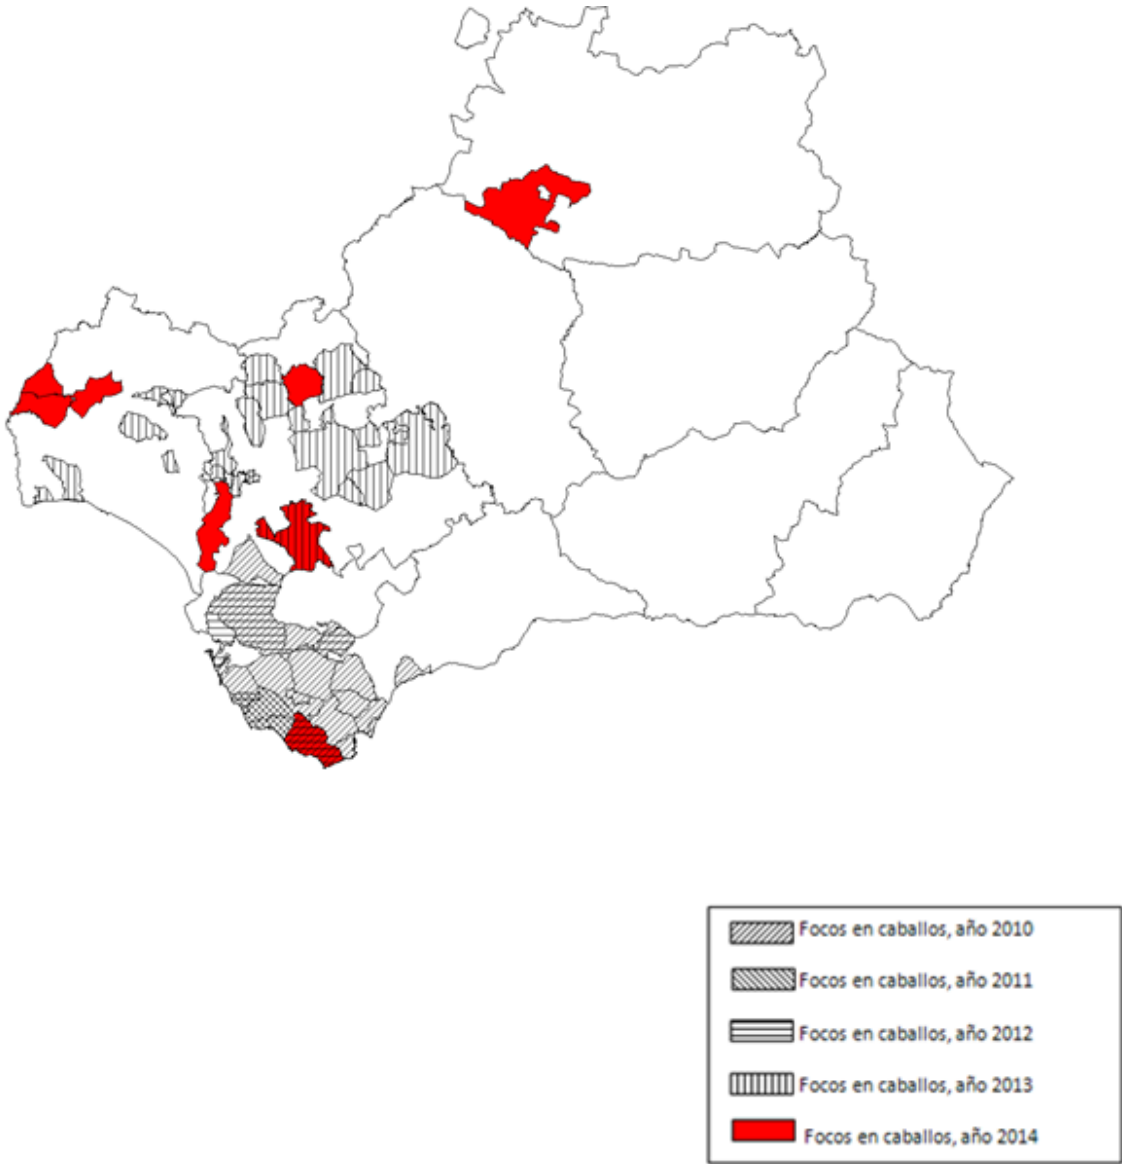 Focos en caballos, año 2010
Focos en caballos, año 2011
Focos en caballos, año 2012
Focos en caballos, año 2013
Focos en caballos, año 2014